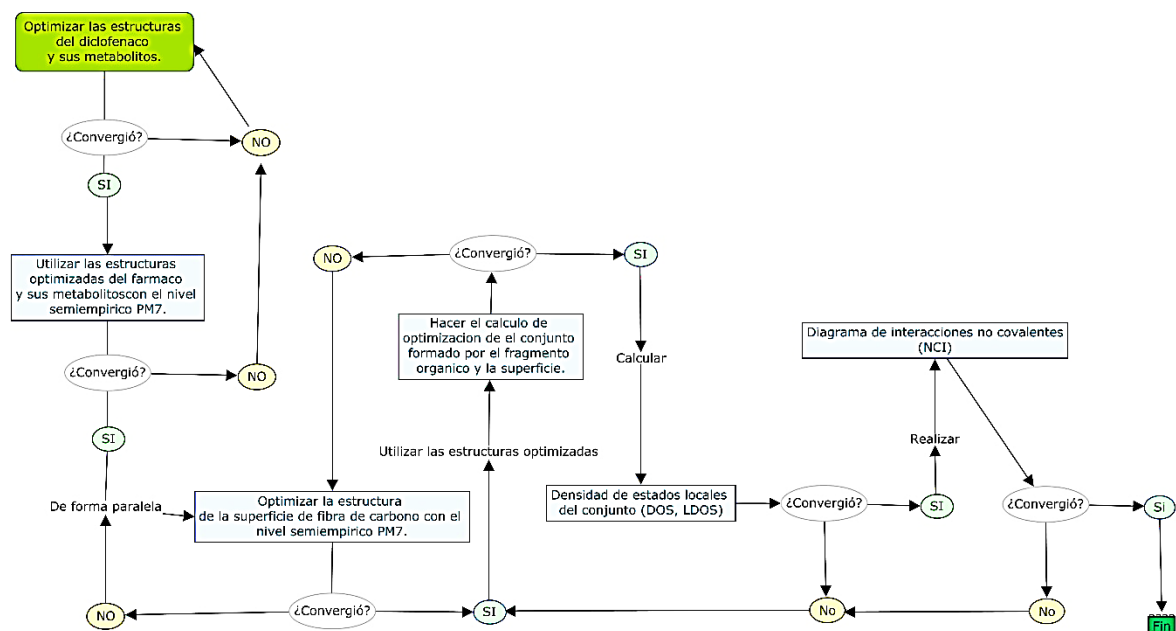 Optimizar las estructuras
del diclofenaco
y sus metabolitos.
¿Convergió?
NO
SI
Utilizar las estructuras
optimizadas del farmaco
y sus metabolitoscon el nivel
semiempirico PM7.
¿Convergió?
NO
SI
De forma paralela
Optimizar la estructura
de la superficie de fibra de carbono con el
nivel semiempirico PM7.
¿Convergió?
NO
SI
Utilizar las estructuras optimizadas
Hacer el calculo de
optimizacion de el conjunto
formado por el fragmento
organico y la superficie.
¿Convergió?
NO
SI
Calcular
Densidad de estados locales
del conjunto (DOS, LDOS)
¿Convergió?
No
SI
Realizar
Diagrama de interacciones no covalentes
(NCI)
¿Convergió?
No
Si
Fin